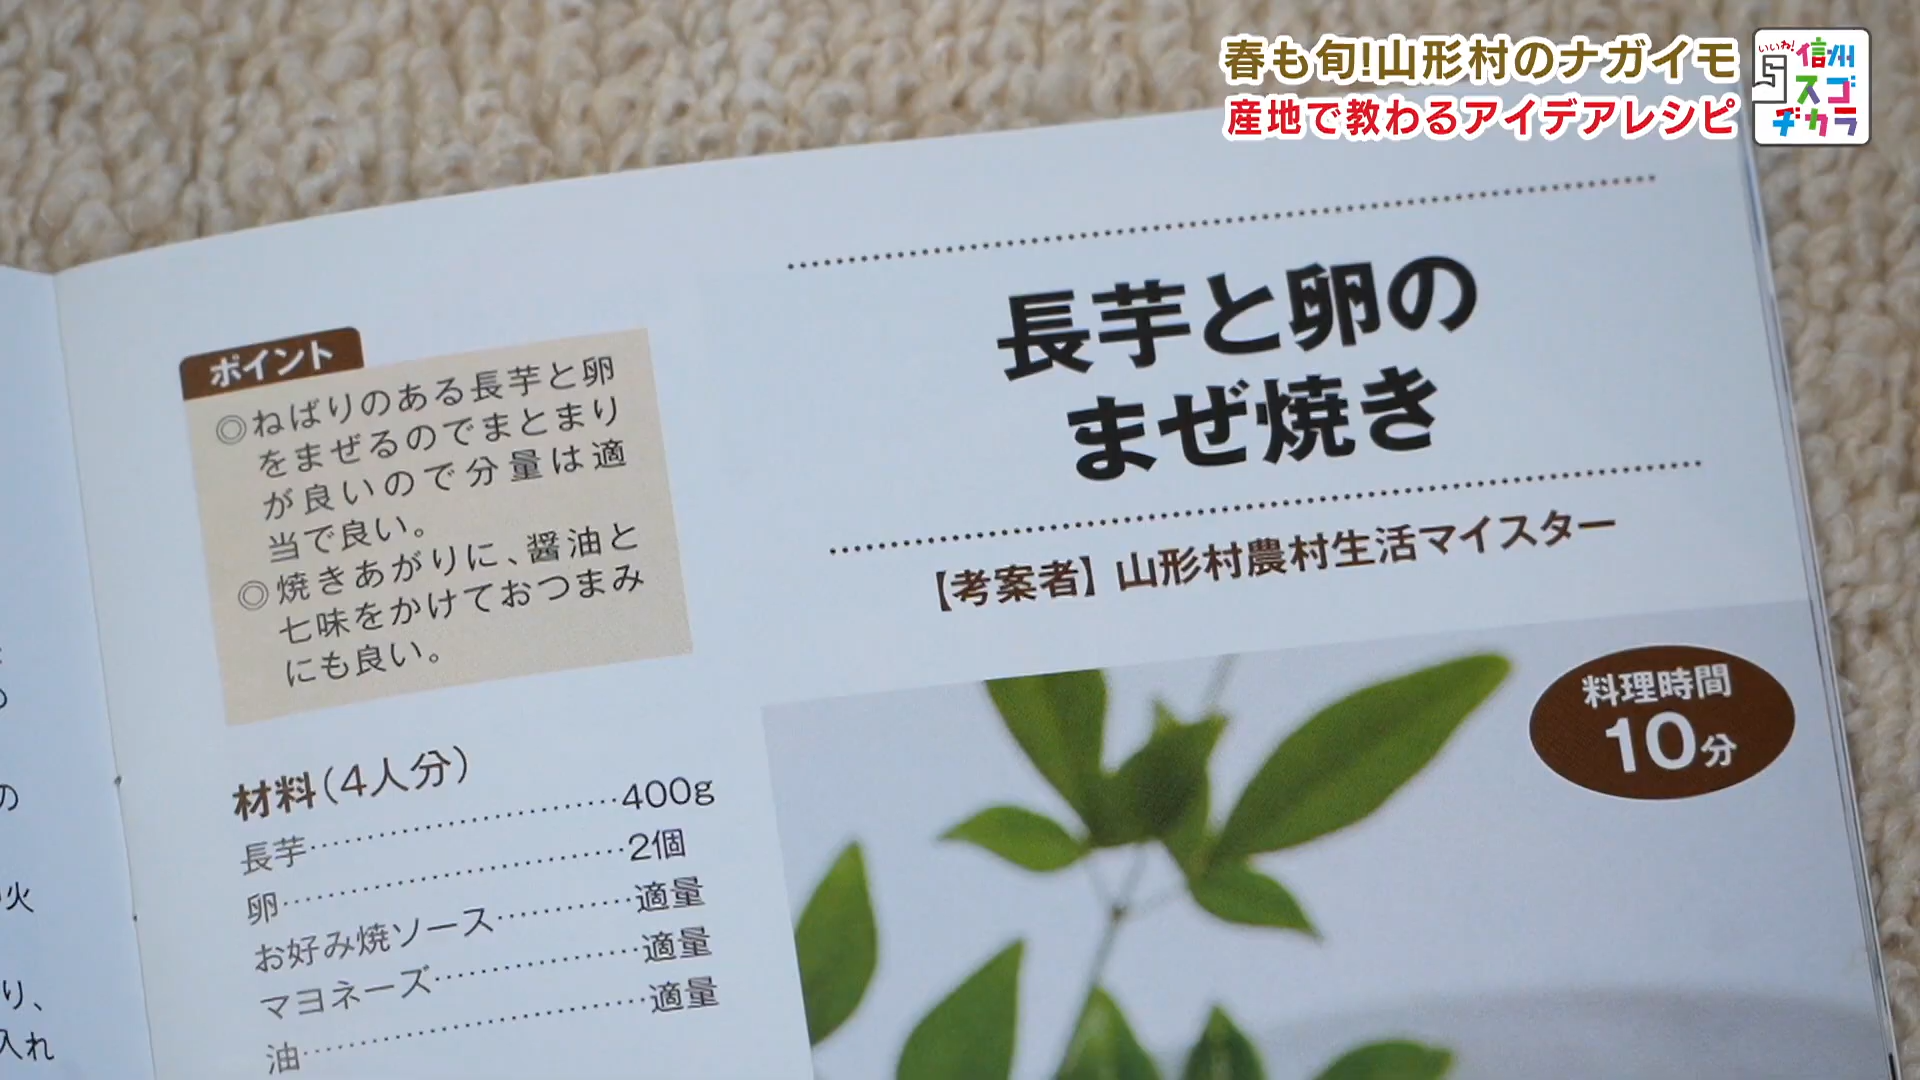 春も旬!山形村のナガイモ
産地で教わるアイデアレシピ
いいね!
信州
スゴ
ヂカラ
長芋と卵の
まぜ焼き
【考案者】山形村農村生活マイスター
料理時間
10分
ポイント
◎ねばりのある長芋と卵
をまぜるのでまとまり
が良いので分量は適
当で良い。
◎焼きあがりに、醤油と
七味をかけておつまみ
にも良い。
材料(4人分)
長芋……………………400g
卵……………………2個
お好み焼ソース…………適量
マヨネーズ………………適量
油……………………適量
の
火
り、
入れ